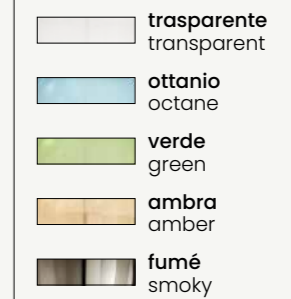 trasparente
transparent
ottanio
octane
verde
green
ambra
amber
fumé
smoky